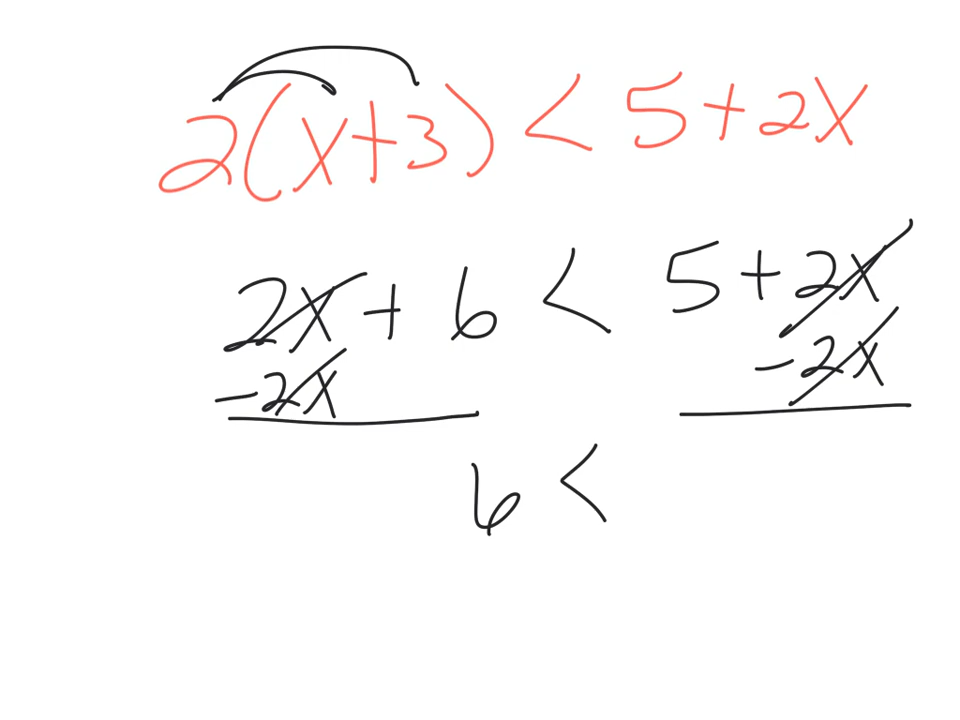 2(x+3) < 5+2x
2x + 6 < 5+2x
-2x -2x
6 <